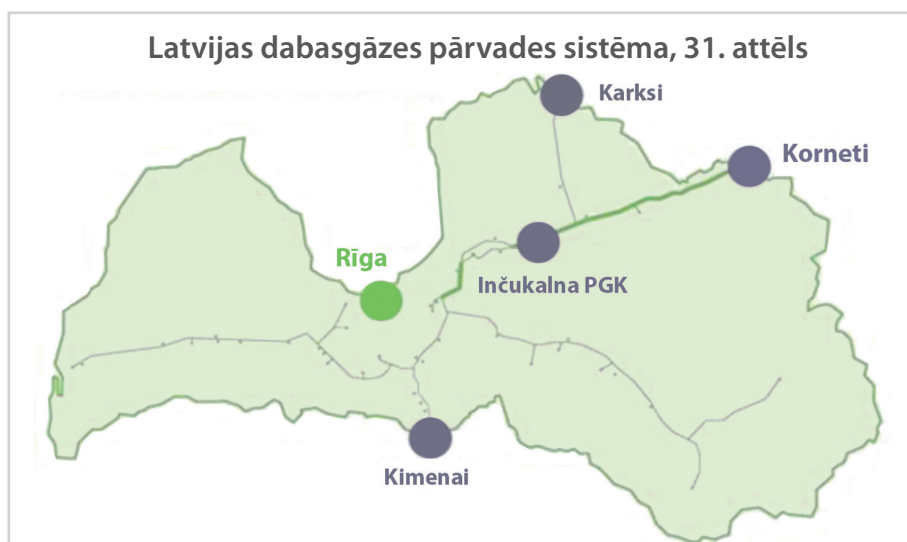 Latvijas dabasgāzes pārvades sistēma, 31. attēls
Karksi
Korneti
Rīga
Inčukalna PGK
Kimenai